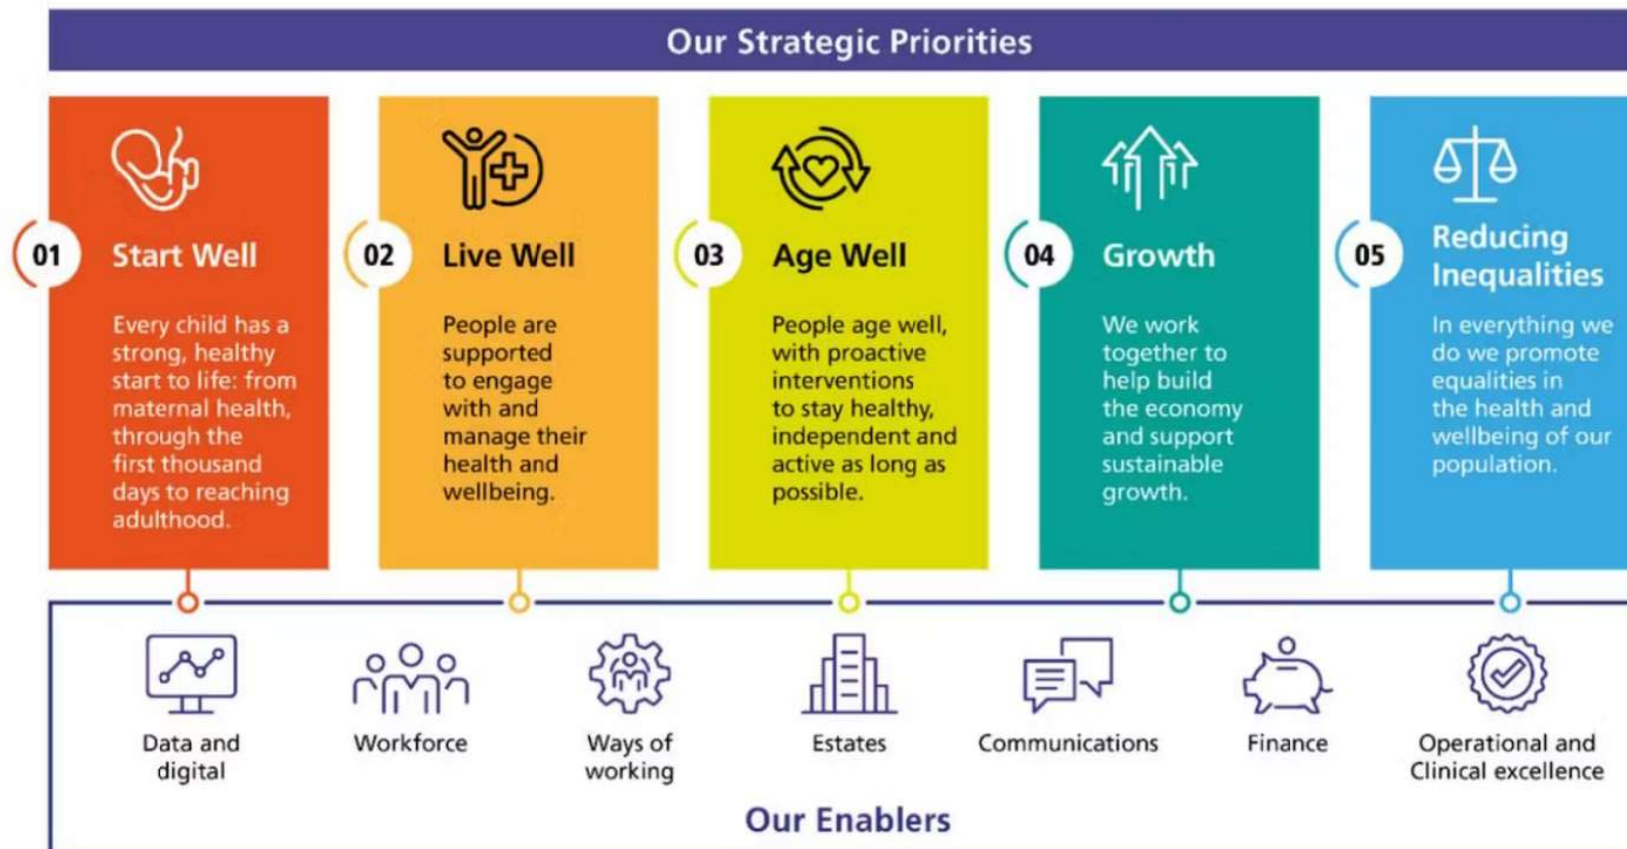 Our Strategic Priorities
01
Start Well
Every child has a
strong, healthy
start to life: from
maternal health,
through the
first thousand
days to reaching
adulthood.
02
Live Well
People are
supported
to engage
with and
manage their
health and
wellbeing.
03
Age Well
People age well,
with proactive
interventions
to stay healthy,
independent and
active as long as
possible.
04
Growth
We work
together to
help build
the economy
and support
sustainable
growth.
05
Reducing
Inequalities
In everything we
do we promote
equalities in
the health and
wellbeing of our
population.
Data and
digital
Workforce
Ways of
working
Estates
Communications
Finance
Operational and
Clinical excellence
Our Enablers